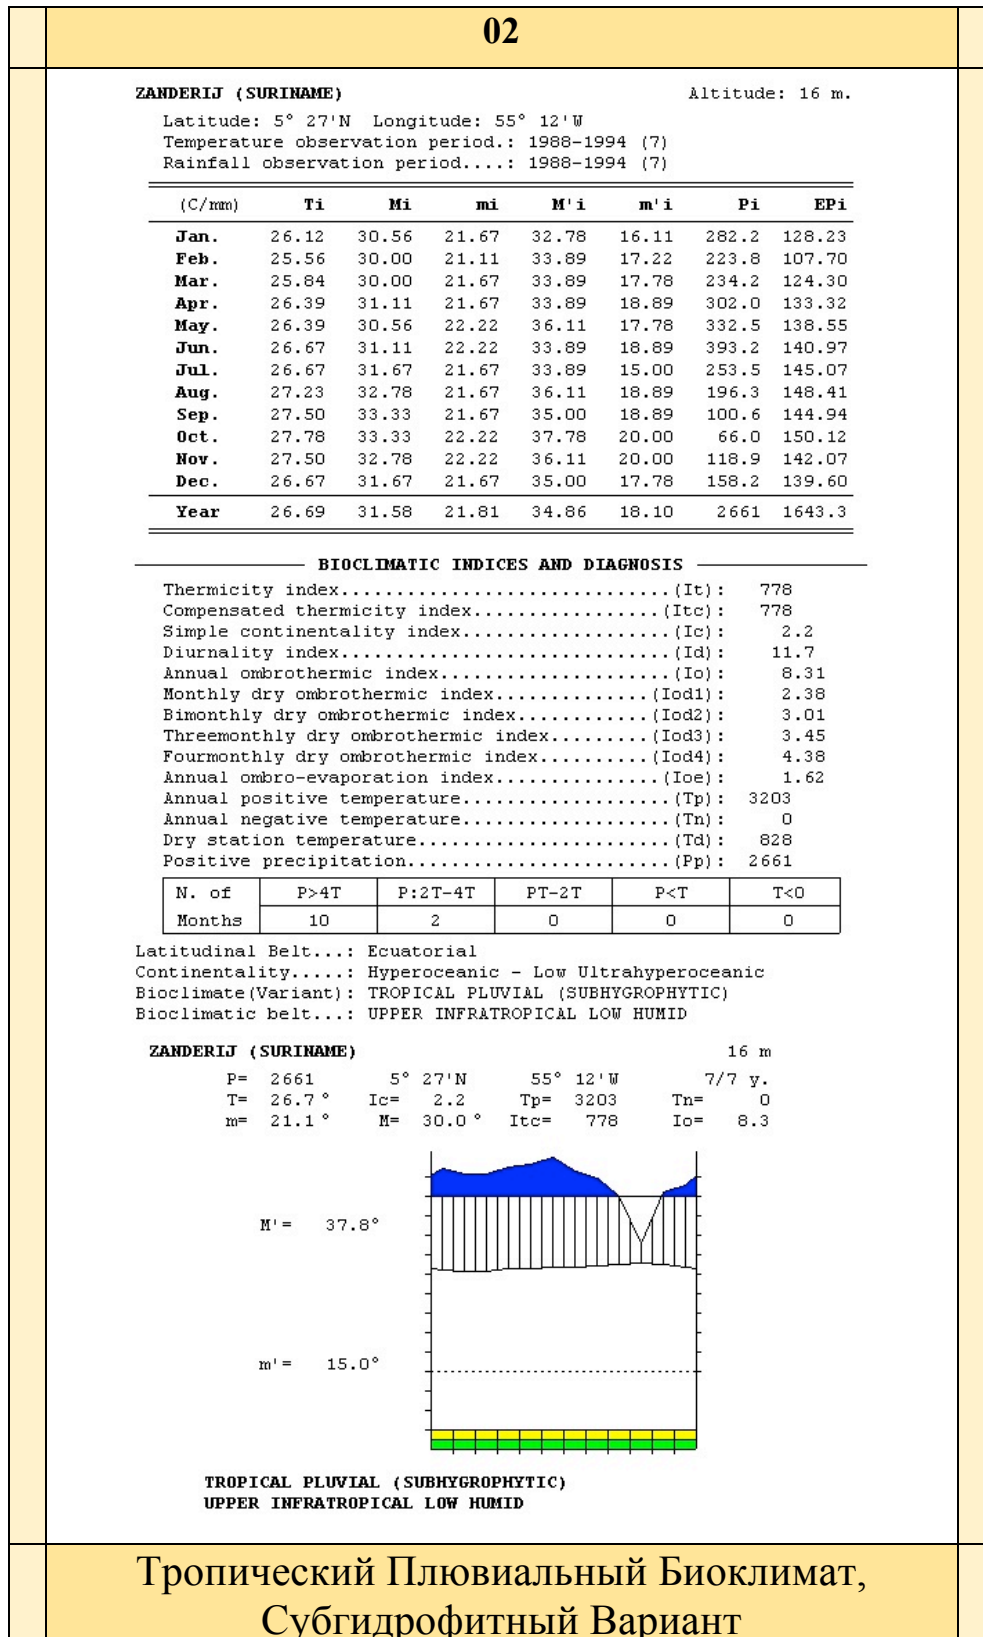 02
ZANDERIJ (SURINAME) Altitude: 16 m.
Latitude: 5° 27'N Longitude: 55° 12'W
Temperature observation period.: 1988-1994 (7)
Rainfall observation period....: 1988-1994 (7)
(C/mm) Ti Mi mi M'i m'i Pi EPi
Jan. 26.12 30.56 21.67 32.78 16.11 282.2 128.23
Feb. 25.56 30.00 21.11 33.89 17.22 223.8 107.70
Mar. 25.84 30.00 21.67 33.89 17.78 234.2 124.30
Apr. 26.39 31.11 21.67 33.89 18.89 302.0 133.32
May. 26.39 30.56 22.22 36.11 17.78 332.5 138.55
Jun. 26.67 31.11 22.22 33.89 18.89 393.2 140.97
Jul. 26.67 31.67 21.67 33.89 15.00 253.5 145.07
Aug. 27.23 32.78 21.67 36.11 18.89 196.3 148.41
Sep. 27.50 33.33 21.67 35.00 18.89 100.6 144.94
Oct. 27.78 33.33 22.22 37.78 20.00 66.0 150.12
Nov. 27.50 32.78 22.22 36.11 20.00 118.9 142.07
Dec. 26.67 31.67 21.67 35.00 17.78 158.2 139.60
Year 26.69 31.58 21.81 34.86 18.10 2661 1643.3
BIOCLIMATIC INDICES AND DIAGNOSIS
Thermicity index..............................(It): 778
Compensated thermicity index.................(Itc): 778
Simple continentality index...................(Ic): 2.2
Diurnality index..............................(Id): 11.7
Annual ombrothermic index.....................(Io): 8.31
Monthly dry ombrothermic index..............(Iod1): 2.38
Bimonthly dry ombrothermic index............(Iod2): 3.01
Threemonthly dry ombrothermic index.........(Iod3): 3.45
Fourmonthly dry ombrothermic index..........(Iod4): 4.38
Annual ombro-evaporation index...............(Ioe): 1.62
Annual positive temperature...................(Tp): 3203
Annual negative temperature...................(Tn): 0
Dry station temperature.......................(Td): 828
Positive precipitation........................(Pp): 2661
N. of P>4T P:2T-4T PT-2T P<T T<0
Months 10 2 0 0 0
Latitudinal Belt...: Ecuatorial
Continentality.....: Hyperoceanic - Low Ultrahyperoceanic
Bioclimate(Variant): TROPICAL PLUVIAL (SUBHYGROPHYTIC)
Bioclimatic belt...: UPPER INFRATROPICAL LOW HUMID
ZANDERIJ (SURINAME) 16 m
P= 2661 5° 27'N 55° 12'W 7/7 y.
T= 26.7° Ic= 2.2 Tp= 3203 Tn= 0
m= 21.1° M= 30.0° Itc= 778 Io= 8.3
M'= 37.8°
m'= 15.0°
TROPICAL PLUVIAL (SUBHYGROPHYTIC)
UPPER INFRATROPICAL LOW HUMID
Тропический Плювиальный Биоклимат,
Субгидрофитный Вариант